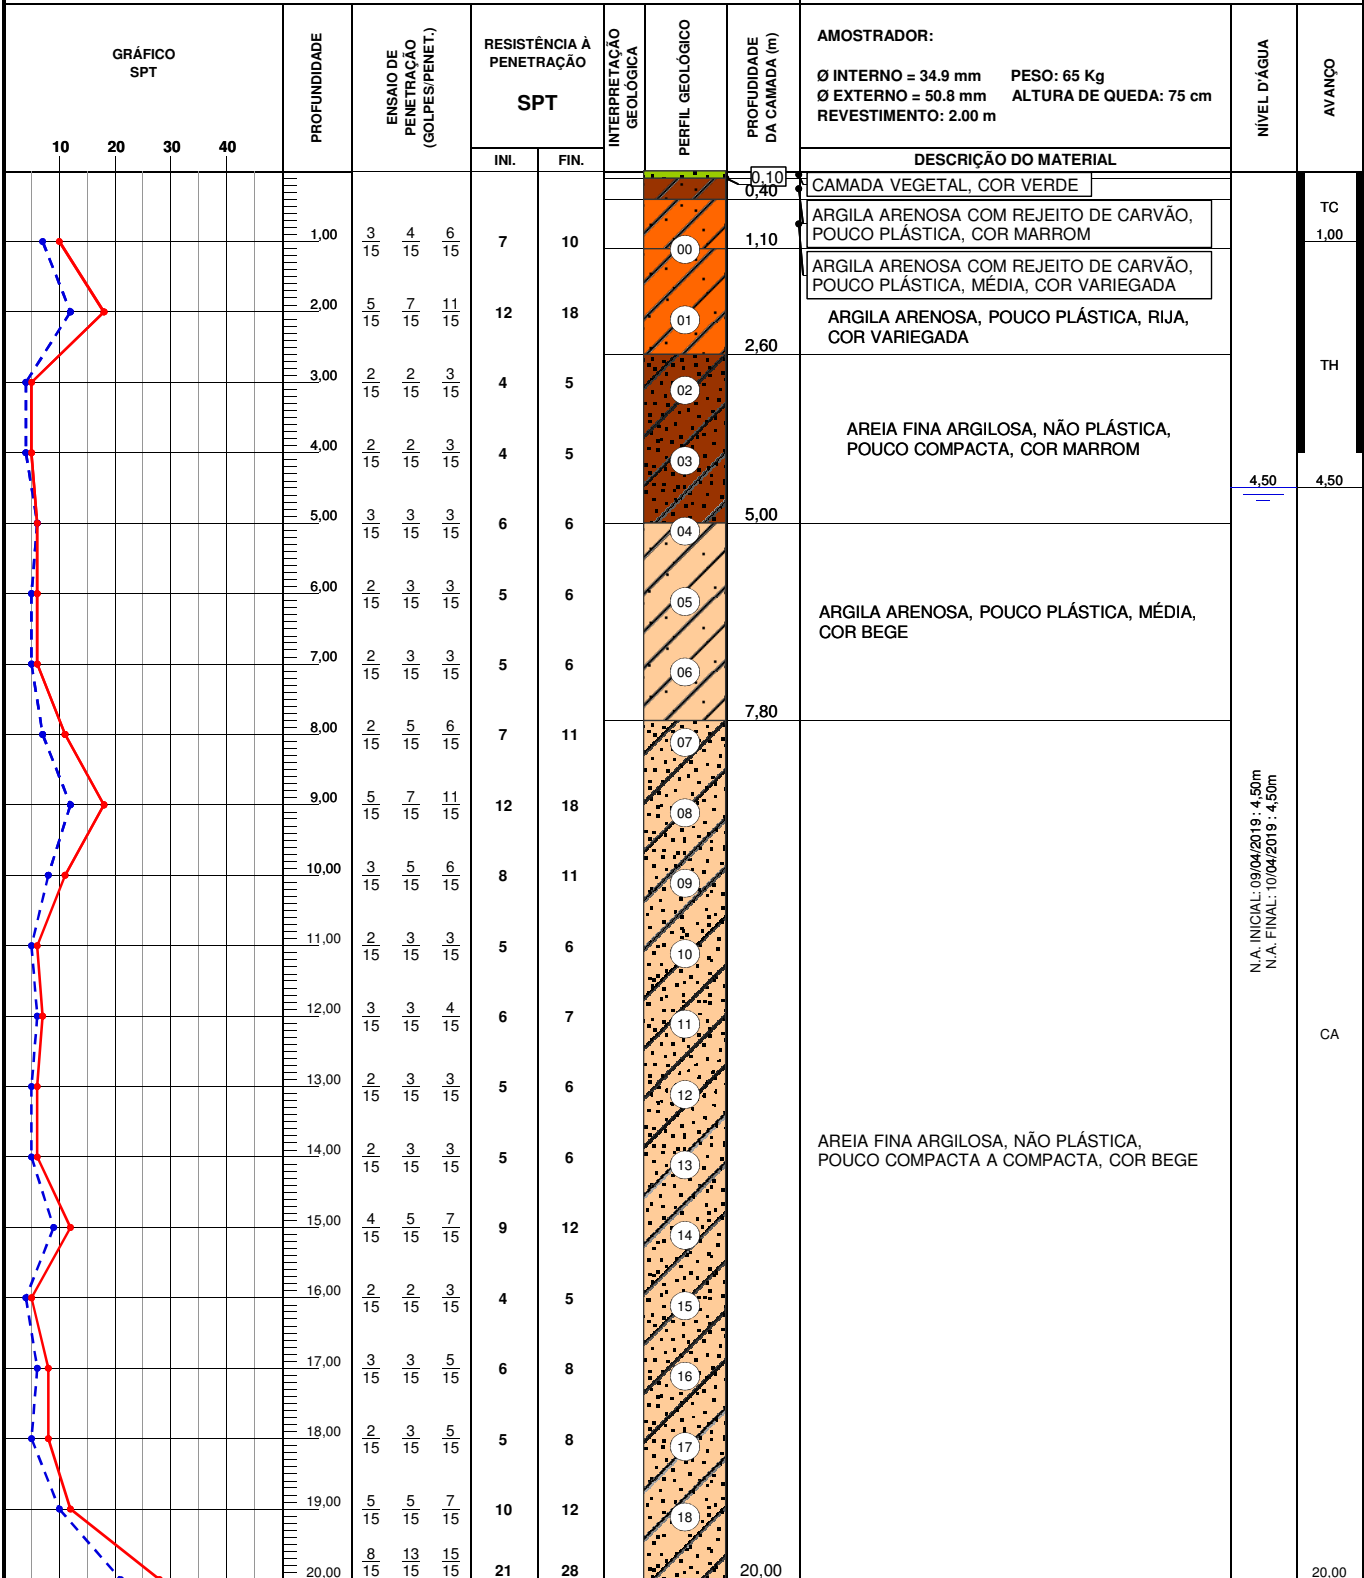 GRÁFICO
SPT
10 20 30 40
PROFUNDIDADE
ENSAIO DE
PENETRAÇÃO
(GOLPES/PENET.)
RESISTÊNCIA À
PENETRAÇÃO
SPT
INI. FIN.
INTERPRETAÇÃO
GEOLÓGICA
PERFIL GEOLÓGICO
PROFUDIDADE
DA CAMADA (m)
AMOSTRADOR:
Ø INTERNO = 34.9 mm PESO: 65 Kg
Ø EXTERNO = 50.8 mm ALTURA DE QUEDA: 75 cm
REVESTIMENTO: 2.00 m
DESCRIÇÃO DO MATERIAL
NÍVEL D'ÁGUA
AVANÇO
0,10 CAMADA VEGETAL, COR VERDE
0,40
ARGILA ARENOSA COM REJEITO DE CARVÃO,
POUCO PLÁSTICA, COR MARROM
TC
1,00 3/15 4/15 6/15 7 10 00 1,10 1,00
ARGILA ARENOSA COM REJEITO DE CARVÃO,
POUCO PLÁSTICA, MÉDIA, COR VARIEGADA
2,00 5/15 7/15 11/15 12 18 01
ARGILA ARENOSA, POUCO PLÁSTICA, RIJA,
COR VARIEGADA
2,60
TH
3,00 2/15 2/15 3/15 4 5 02
AREIA FINA ARGILOSA, NÃO PLÁSTICA,
POUCO COMPACTA, COR MARROM
4,00 2/15 2/15 3/15 4 5 03
4,50 4,50
5,00 3/15 3/15 3/15 6 6 04 5,00
6,00 2/15 3/15 3/15 5 6 05
ARGILA ARENOSA, POUCO PLÁSTICA, MÉDIA,
COR BEGE
7,00 2/15 3/15 3/15 5 6 06
7,80
8,00 2/15 5/15 6/15 7 11 07
9,00 5/15 7/15 11/15 12 18 08
N.A. INICIAL: 09/04/2019 : 4,50m
N.A. FINAL: 10/04/2019 : 4,50m
10,00 3/15 5/15 6/15 8 11 09
11,00 2/15 3/15 3/15 5 6 10
12,00 3/15 3/15 4/15 6 7 11
CA
13,00 2/15 3/15 3/15 5 6 12
14,00 2/15 3/15 3/15 5 6 13
AREIA FINA ARGILOSA, NÃO PLÁSTICA,
POUCO COMPACTA A COMPACTA, COR BEGE
15,00 4/15 5/15 7/15 9 12 14
16,00 2/15 2/15 3/15 4 5 15
17,00 3/15 3/15 5/15 6 8 16
18,00 2/15 3/15 5/15 5 8 17
19,00 5/15 5/15 7/15 10 12 18
20,00 8/15 13/15 15/15 21 28 20,00 20,00